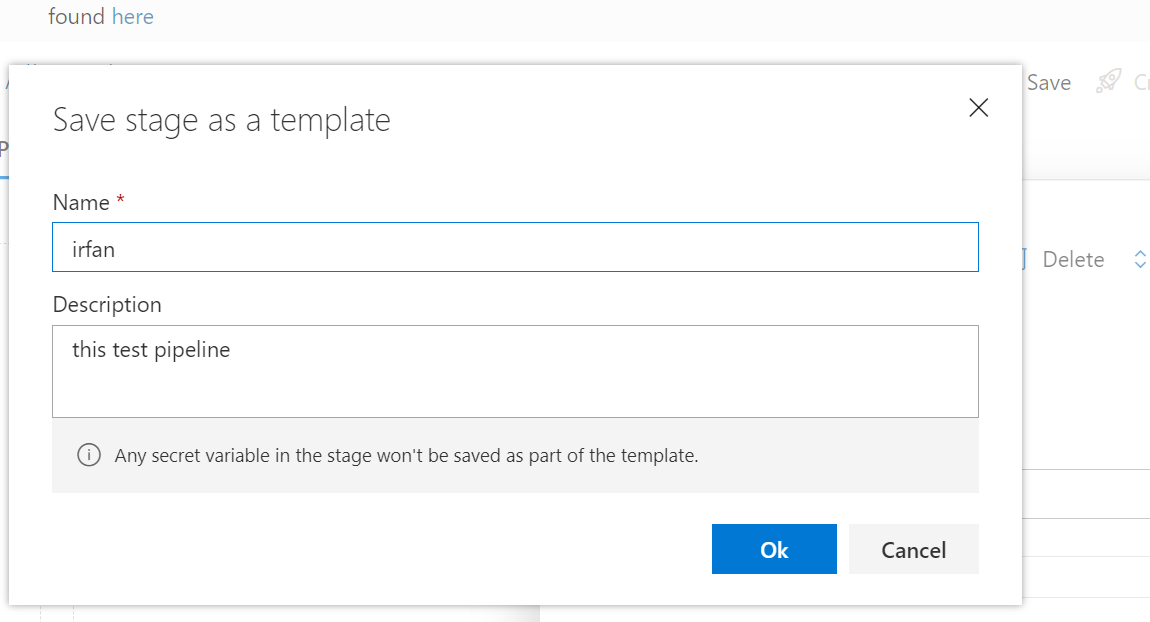 found here
Save
Save stage as a template
Name *
irfan
Delete
Description
this test pipeline
Any secret variable in the stage won't be saved as part of the template.
Ok
Cancel